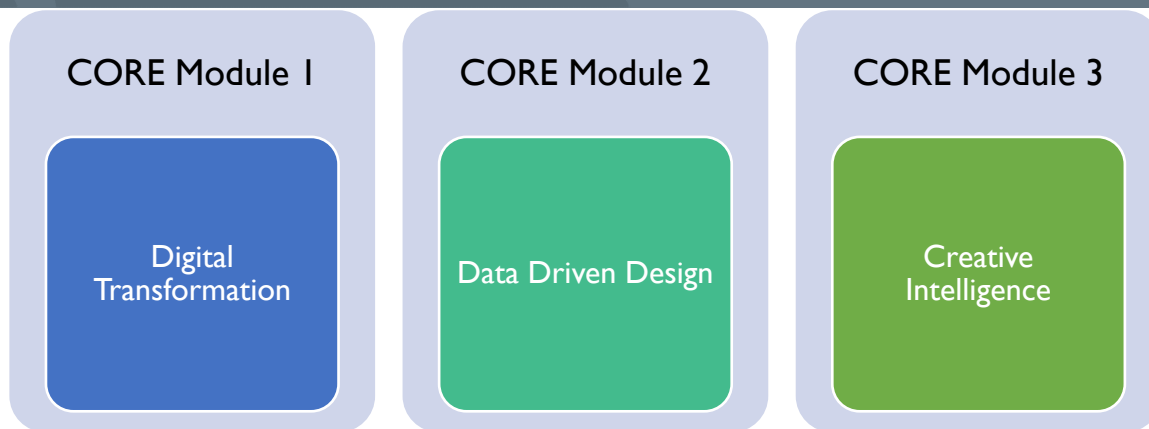 CORE Module 1
CORE Module 2
CORE Module 3
Digital
Transformation
Data Driven Design
Creative
Intelligence